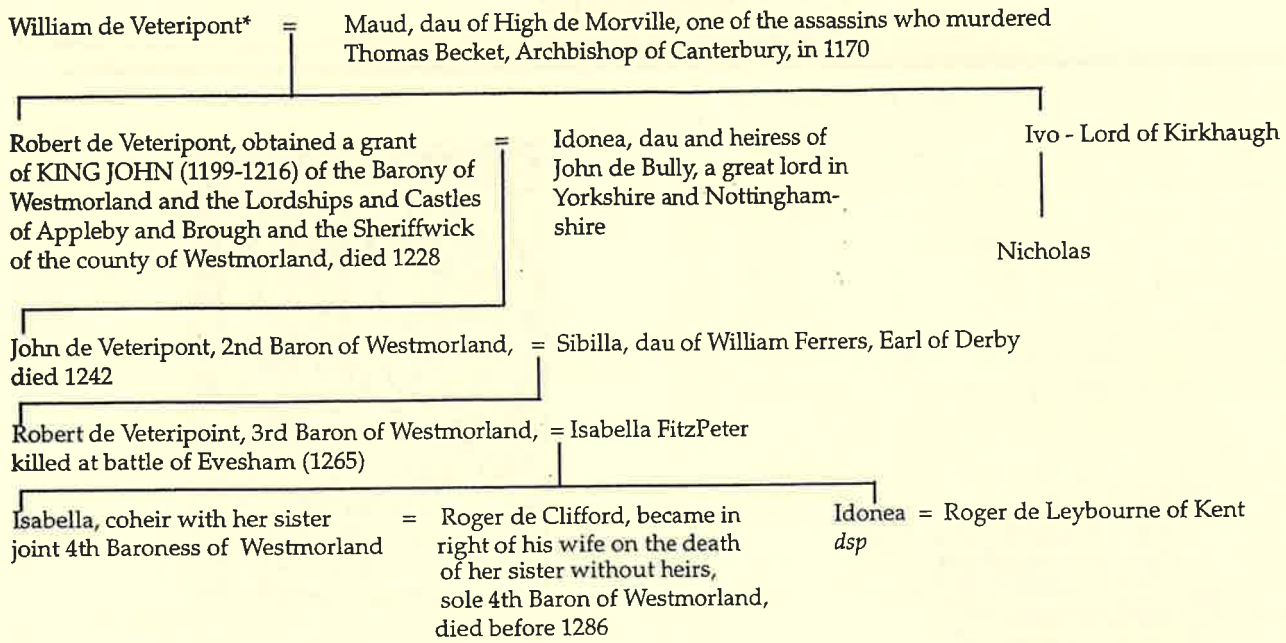 William de Veteripont* = Maud, dau of High de Morville, one of the assassins who murdered
Thomas Becket, Archbishop of Canterbury, in 1170
Robert de Veteripont, obtained a grant
of KING JOHN (1199-1216) of the Barony of
Westmorland and the Lordships and Castles
of Appleby and Brough and the Sheriffwick
of the county of Westmorland, died 1228
=
Idonea, dau and heiress of
John de Bully, a great lord in
Yorkshire and Nottingham-
shire
Ivo - Lord of Kirkhaugh
Nicholas
John de Veteripont, 2nd Baron of Westmorland, = Sibilla, dau of William Ferrers, Earl of Derby
died 1242
Robert de Veteripoint, 3rd Baron of Westmorland, = Isabella FitzPeter
killed at battle of Evesham (1265)
Isabella, coheir with her sister
joint 4th Baroness of Westmorland
=
Roger de Clifford, became in
right of his wife on the death
of her sister without heirs,
sole 4th Baron of Westmorland,
died before 1286
Idonea = Roger de Leybourne of Kent
dsp